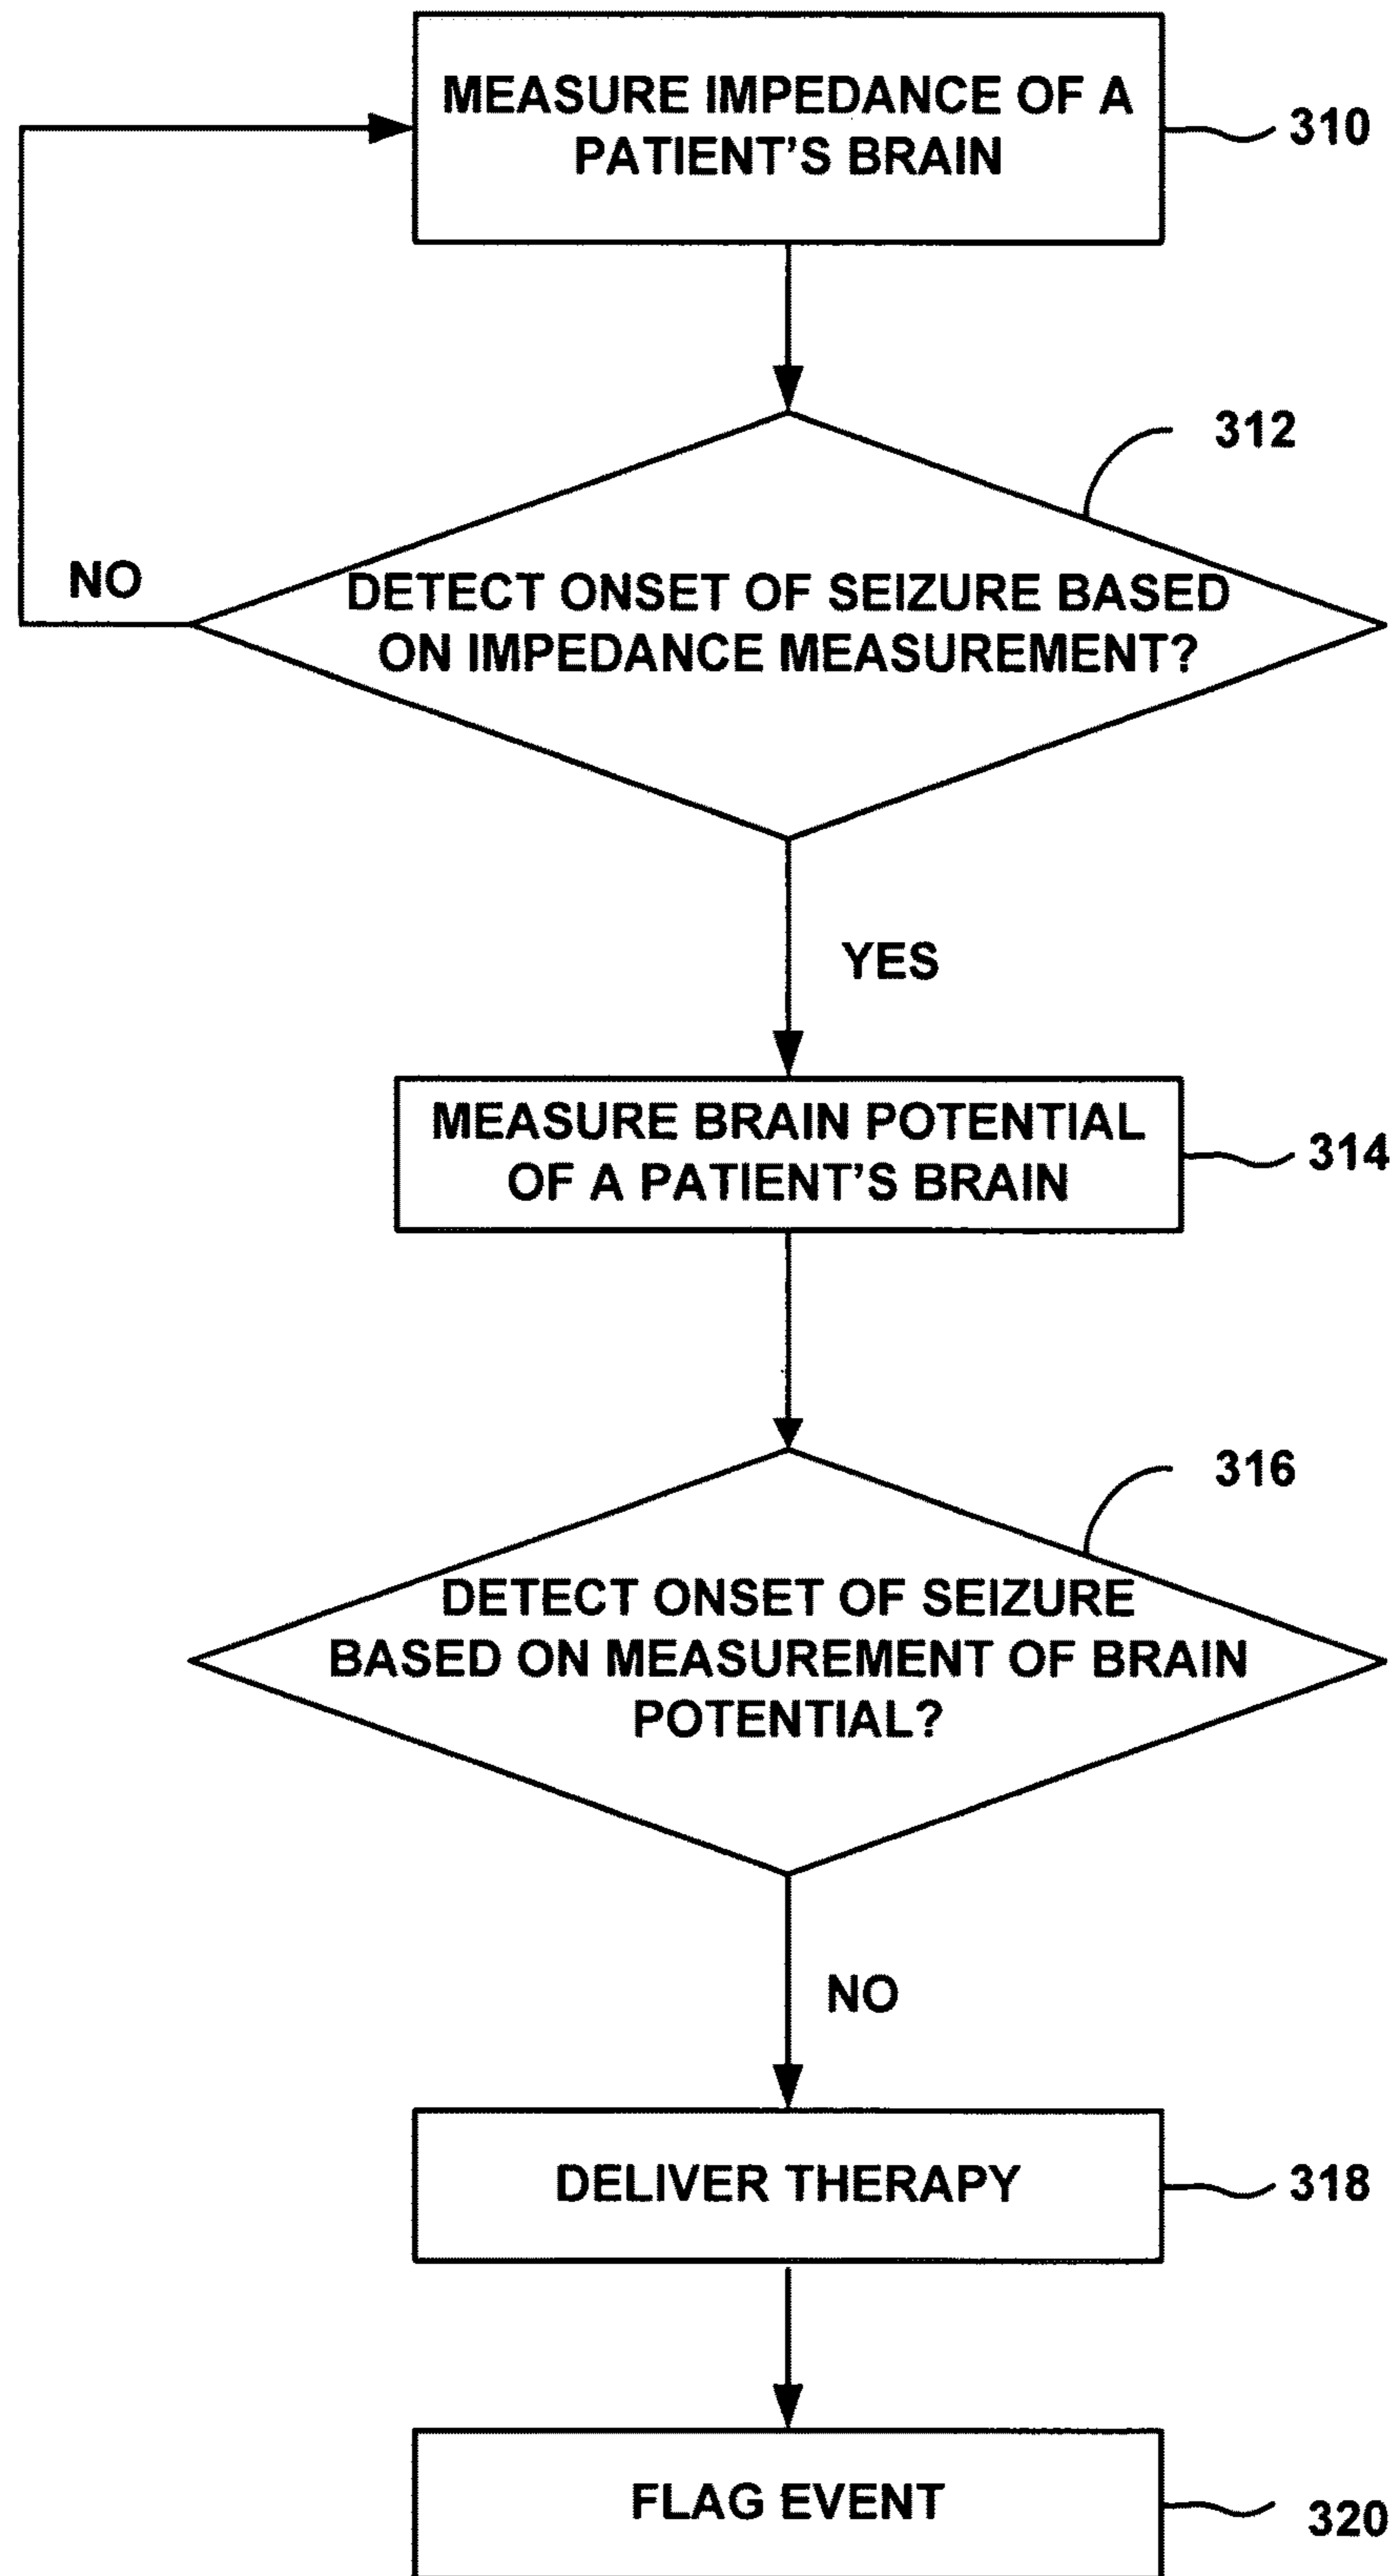 MEASURE IMPEDANCE OF A
PATIENT'S BRAIN
310
312
NO
DETECT ONSET OF SEIZURE BASED
ON IMPEDANCE MEASUREMENT?
YES
MEASURE BRAIN POTENTIAL
OF A PATIENT'S BRAIN
314
316
DETECT ONSET OF SEIZURE
BASED ON MEASUREMENT OF BRAIN
POTENTIAL?
NO
DELIVER THERAPY
318
FLAG EVENT
320